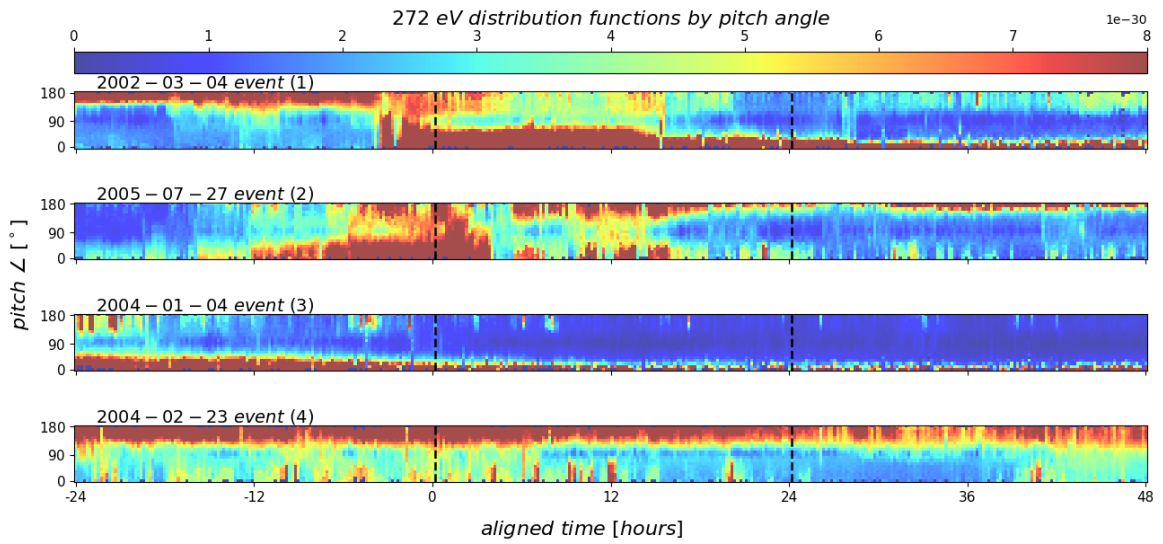 272 eV distribution functions by pitch angle
1e−30
0 1 2 3 4 5 6 7 8
2002−03−04 event (1)
180
90
0
2005−07−27 event (2)
180
90
0
pitch ∠ [°]
2004−01−04 event (3)
180
90
0
2004−02−23 event (4)
180
90
0
-24 -12 0 12 24 36 48
aligned time [hours]